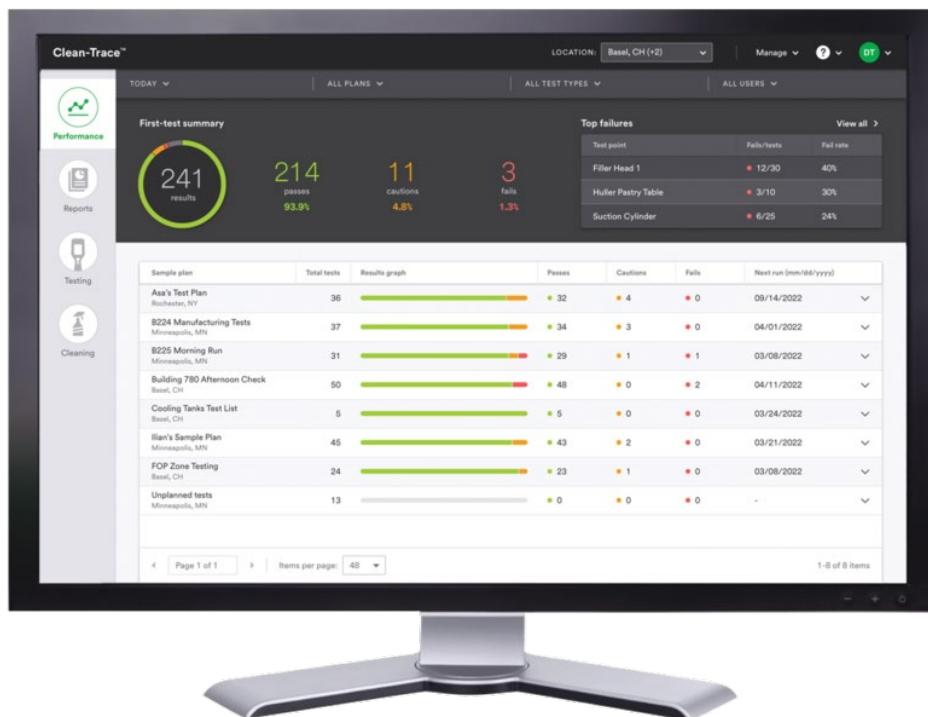 Clean-Trace™
LOCATION: Basel, CH (+2)
Manage
?
DT
TODAY
ALL PLANS
ALL TEST TYPES
ALL USERS
Performance
Reports
Testing
Cleaning
First-test summary
241
results
214
passes
93.9%
11
cautions
4.8%
3
fails
1.3%
Top failures
View all
Test point Fails/tests Fail rate
Filler Head 1 12/30 40%
Huller Pastry Table 3/10 30%
Suction Cylinder 6/25 24%
Sample plan Total tests Results graph Passes Cautions Fails Next run (mm/dd/yyyy)
Asa's Test Plan 36 32 4 0 09/14/2022
Rochester, NY
B224 Manufacturing Tests 37 34 3 0 04/01/2022
Minneapolis, MN
B225 Morning Run 31 29 1 1 03/08/2022
Minneapolis, MN
Building 780 Afternoon Check 50 48 0 2 04/11/2022
Basel, CH
Cooling Tanks Test List 5 5 0 0 03/24/2022
Basel, CH
Ilian's Sample Plan 45 43 2 0 03/21/2022
Minneapolis, MN
FOP Zone Testing 24 23 1 0 03/08/2022
Basel, CH
Unplanned tests 13 0 0 0 -
Minneapolis, MN
Page 1 of 1
Items per page: 48
1-8 of 8 items